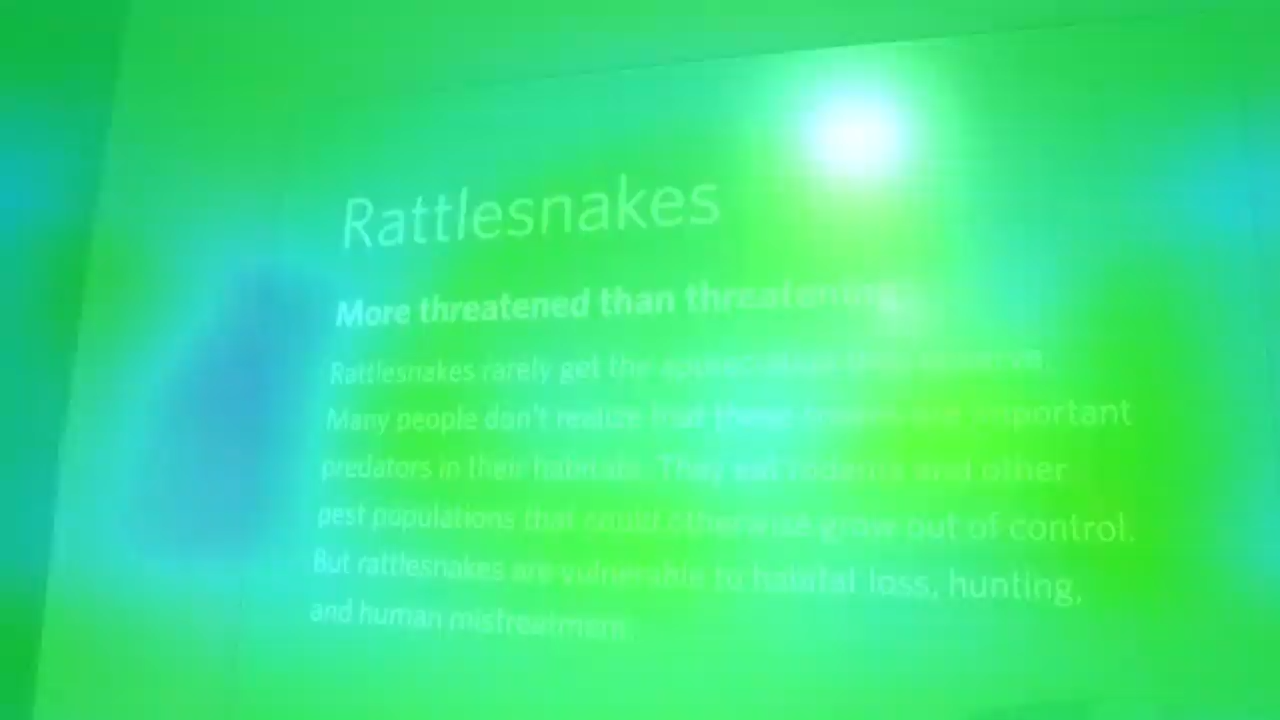 Rattlesnakes
More threatened than threatening.
Rattlesnakes rarely get the appreciation they deserve.
Many people don't realize that these snakes are important
predators in their habitats. They eat rodents and other
pest populations that could otherwise grow out of control.
But rattlesnakes are vulnerable to habitat loss, hunting,
and human mistreatment.